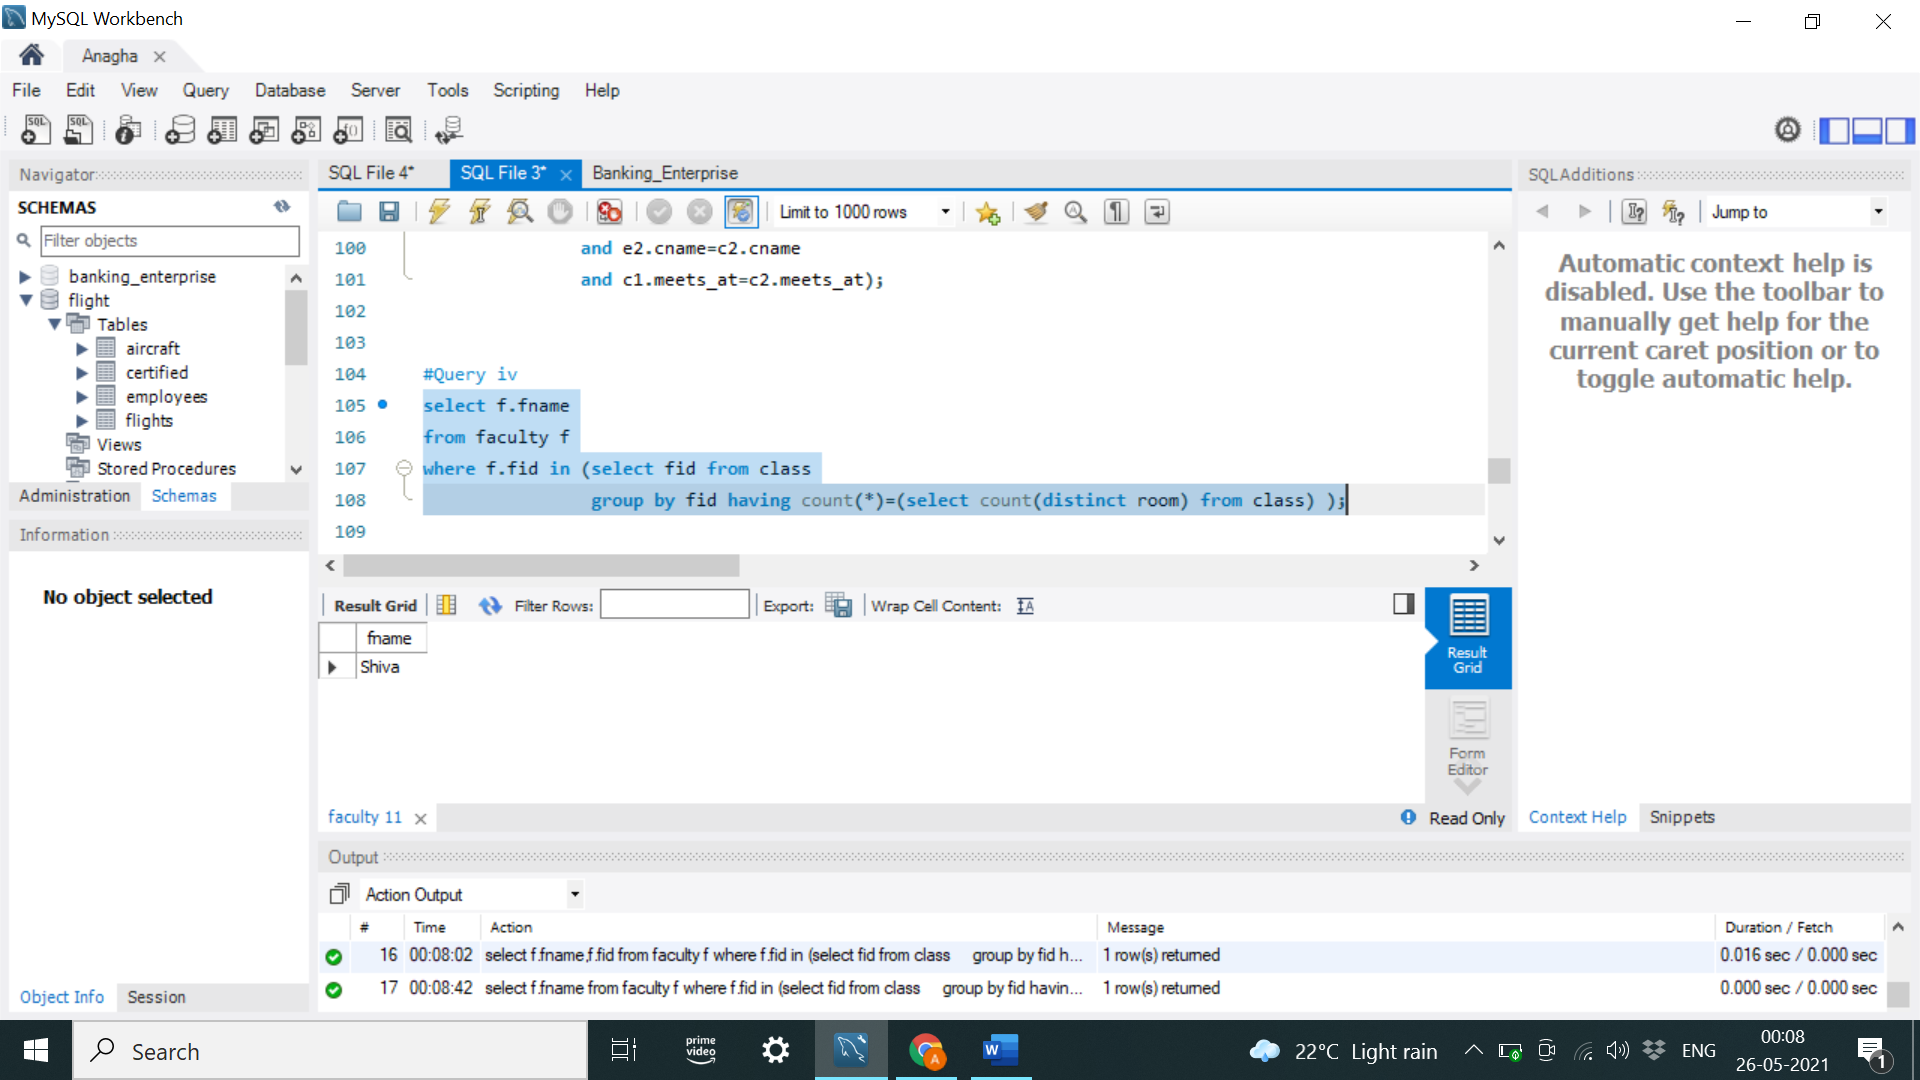 MySQL Workbench
Anagha
File Edit View Query Database Server Tools Scripting Help
Navigator
SCHEMAS
Filter objects
banking_enterprise
flight
Tables
aircraft
certified
employees
flights
Views
Stored Procedures
Administration Schemas
Information
No object selected
Object Info Session
SQL File 4* SQL File 3* Banking_Enterprise
Limit to 1000 rows
100 and e2.cname=c2.cname
101 and c1.meets_at=c2.meets_at);
102
103
104 #Query iv
105 select f.fname
106 from faculty f
107 where f.fid in (select fid from class
108 group by fid having count(*)=(select count(distinct room) from class) );
109
Result Grid Filter Rows: Export: Wrap Cell Content:
fname
Shiva
Result
Grid
Form
Editor
faculty 11 Read Only
SQLAdditions
Jump to
Automatic context help is
disabled. Use the toolbar to
manually get help for the
current caret position or to
toggle automatic help.
Context Help Snippets
Output
Action Output
# Time Action Message Duration / Fetch
16 00:08:02 select f.fname,f.fid from faculty f where f.fid in (select fid from class group by fid h... 1 row(s) returned 0.016 sec / 0.000 sec
17 00:08:42 select f.fname from faculty f where f.fid in (select fid from class group by fid havin... 1 row(s) returned 0.000 sec / 0.000 sec
Search
prime
video
22°C Light rain
ENG
00:08
26-05-2021
1